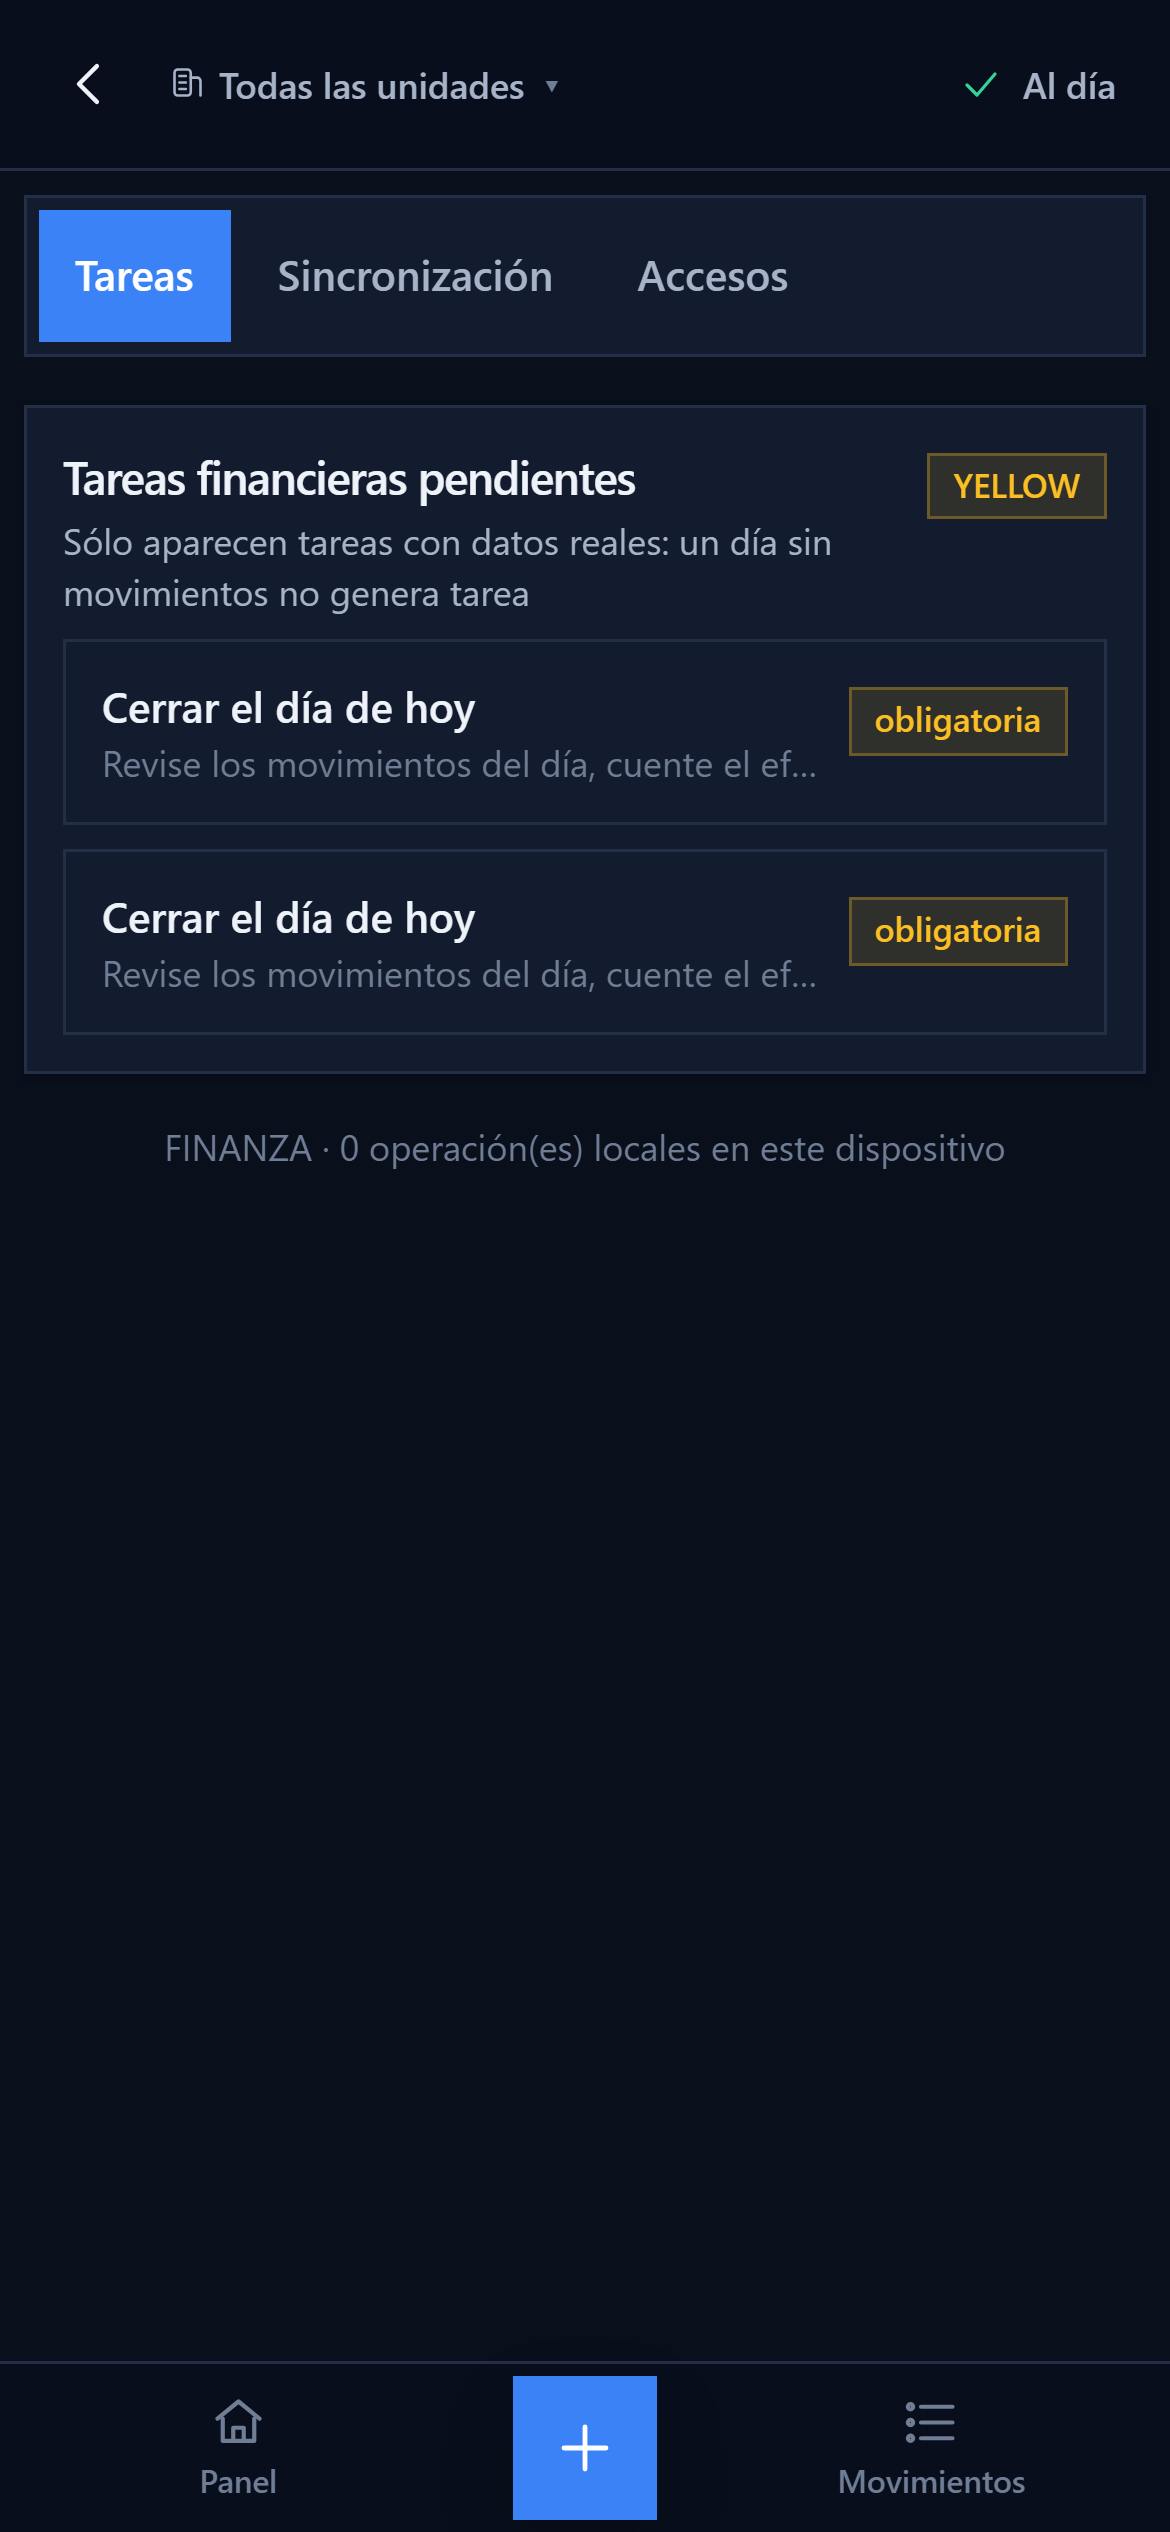 Todas las unidades ▼
Al día
Tareas
Sincronización
Accesos
Tareas financieras pendientes
YELLOW
Sólo aparecen tareas con datos reales: un día sin
movimientos no genera tarea
Cerrar el día de hoy
obligatoria
Revise los movimientos del día, cuente el ef...
Cerrar el día de hoy
obligatoria
Revise los movimientos del día, cuente el ef...
FINANZA · 0 operación(es) locales en este dispositivo
Panel
Movimientos